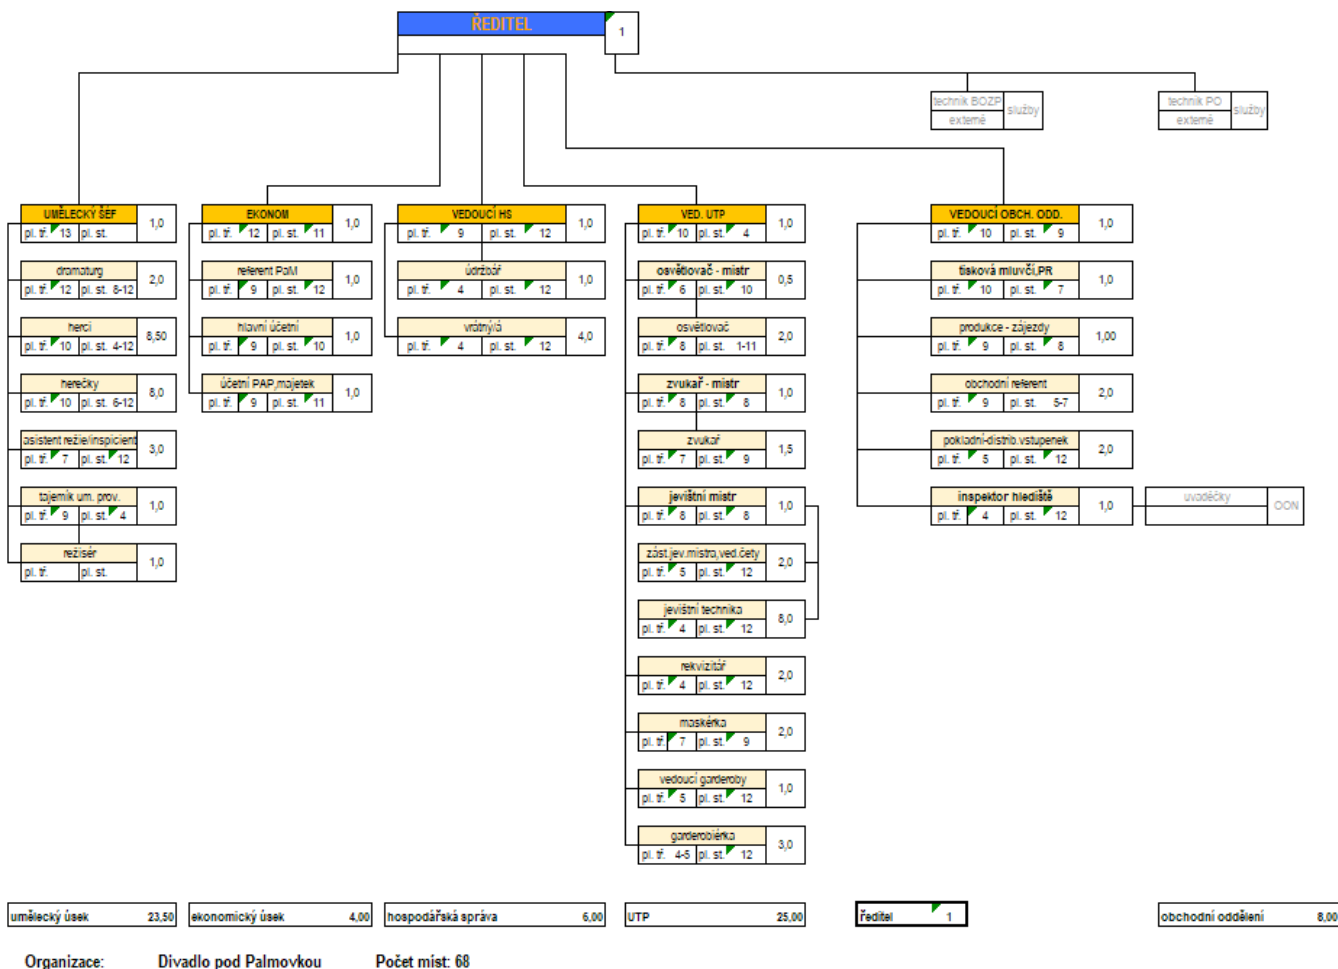 ŘEDITEL 1
technik BOZP služby
externě
technik PO služby
externě
UMĚLECKÝ ŠÉF 1,0
pl. tř. 13 pl. st.
dramaturg 2,0
pl. tř. 12 pl. st. 8-12
herci 8,50
pl. tř. 10 pl. st. 4-12
herečky 8,0
pl. tř. 10 pl. st. 6-12
asistent režie/inspicient 3,0
pl. tř. 7 pl. st. 12
tajemík um. prov. 1,0
pl. tř. 9 pl. st. 4
režisér 1,0
pl. tř. pl. st.
EKONOM 1,0
pl. tř. 12 pl. st. 11
referent PaM 1,0
pl. tř. 9 pl. st. 12
hlavní účetní 1,0
pl. tř. 9 pl. st. 10
účetní PAP,majetek 1,0
pl. tř. 9 pl. st. 11
VEDOUCÍ HS 1,0
pl. tř. 9 pl. st. 12
údržbář 1,0
pl. tř. 4 pl. st. 12
vrátný/á 4,0
pl. tř. 4 pl. st. 12
VED. UTP 1,0
pl. tř. 10 pl. st. 4
osvětlovač - mistr 0,5
pl. tř. 6 pl. st. 10
osvětlovač 2,0
pl. tř. 8 pl. st. 1-11
zvukař - mistr 1,0
pl. tř. 8 pl. st. 8
zvukař 1,5
pl. tř. 7 pl. st. 9
jevištní mistr 1,0
pl. tř. 8 pl. st. 8
zást.jev.mistra,ved.čety 2,0
pl. tř. 5 pl. st. 12
jevištní technika 8,0
pl. tř. 4 pl. st. 12
rekvizitář 2,0
pl. tř. 4 pl. st. 12
maskérka 2,0
pl. tř. 7 pl. st. 9
vedoucí garderoby 1,0
pl. tř. 5 pl. st. 12
garderobiérka 3,0
pl. tř. 4-5 pl. st. 12
VEDOUCÍ OBCH. ODD. 1,0
pl. tř. 10 pl. st. 9
tisková mluvčí,PR 1,0
pl. tř. 10 pl. st. 7
produkce - zájezdy 1,00
pl. tř. 9 pl. st. 8
obchodní referent 2,0
pl. tř. 9 pl. st. 5-7
pokladní-distrib.vstupenek 2,0
pl. tř. 5 pl. st. 12
inspektor hlediště 1,0
pl. tř. 4 pl. st. 12
uvaděčky OON
umělecký úsek 23,50
ekonomický úsek 4,00
hospodářská správa 6,00
UTP 25,00
ředitel 1
obchodní oddělení 8,00
Organizace: Divadlo pod Palmovkou Počet míst: 68